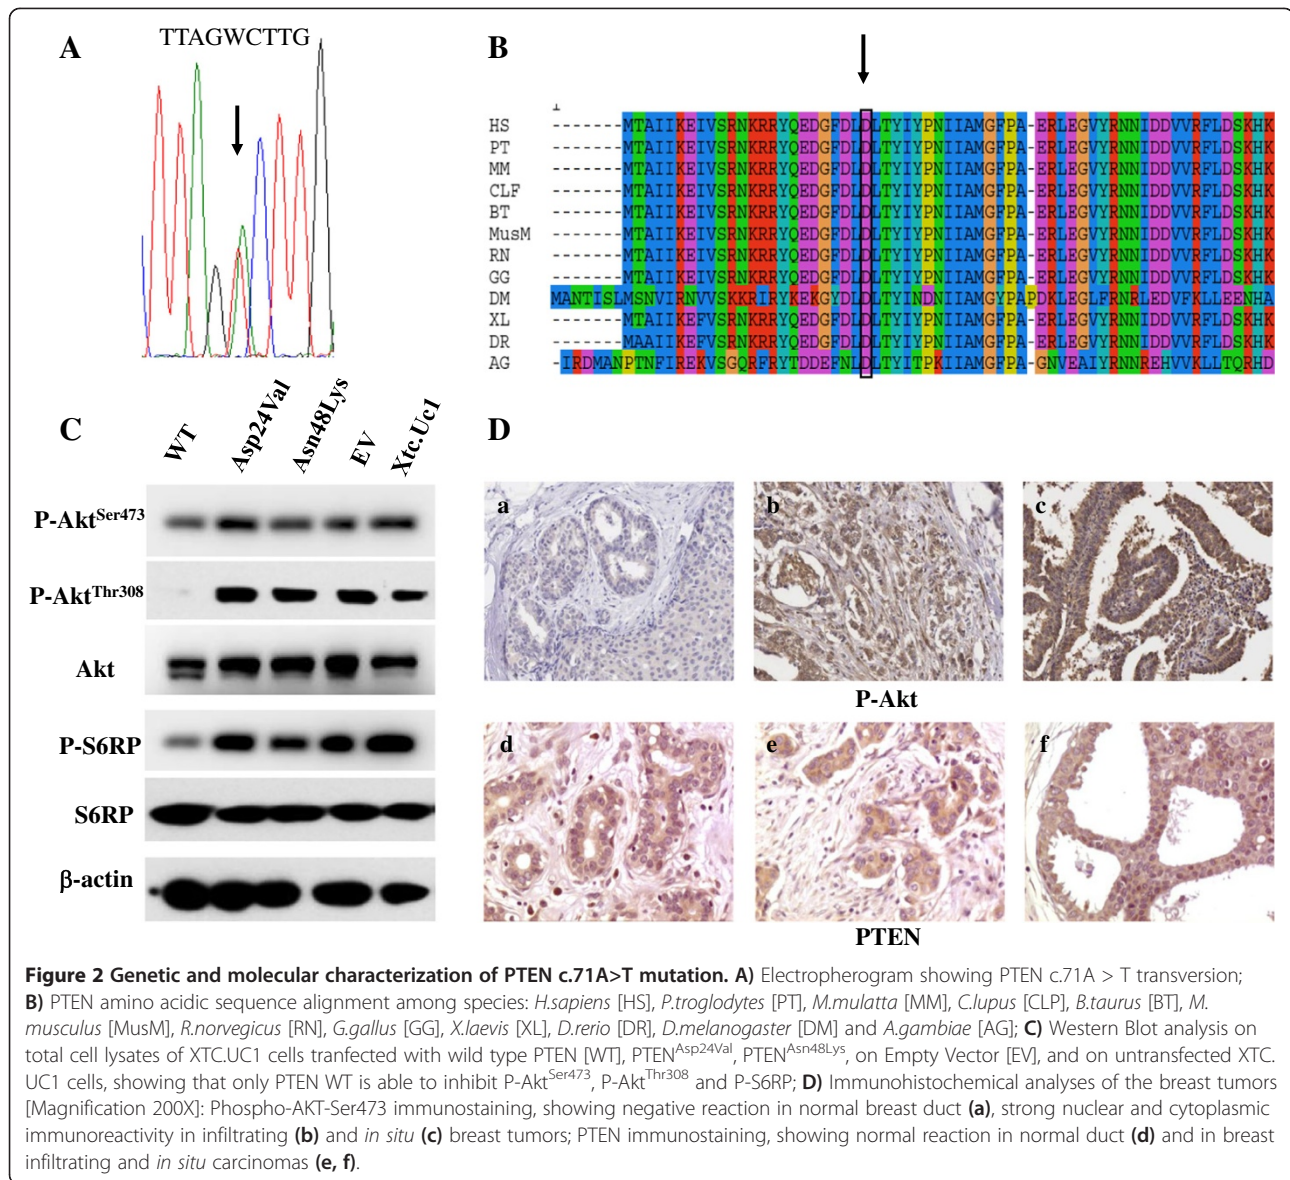 A
TTAGWCTTG
B
HS -------MTAIIKEIVSRNKRRYQEDGFDLDLTYIYPNIIAMGFPA-ERLEGVYRNNIDDVVRFLDSKHK
PT -------MTAIIKEIVSRNKRRYQEDGFDLDLTYIYPNIIAMGFPA-ERLEGVYRNNIDDVVRFLDSKHK
MM -------MTAIIKEIVSRNKRRYQEDGFDLDLTYIYPNIIAMGFPA-ERLEGVYRNNIDDVVRFLDSKHK
CLF -------MTAIIKEIVSRNKRRYQEDGFDLDLTYIYPNIIAMGFPA-ERLEGVYRNNIDDVVRFLDSKHK
BT -------MTAIIKEIVSRNKRRYQEDGFDLDLTYIYPNIIAMGFPA-ERLEGVYRNNIDDVVRFLDSKHK
MusM -------MTAIIKEIVSRNKRRYQEDGFDLDLTYIYPNIIAMGFPA-ERLEGVYRNNIDDVVRFLDSKHK
RN -------MTAIIKEIVSRNKRRYQEDGFDLDLTYIYPNIIAMGFPA-ERLEGVYRNNIDDVVRFLDSKHK
GG -------MTAIIKEIVSRNKRRYQEDGFDLDLTYIYPNIIAMGFPA-ERLEGVYRNNIDDVVRFLDSKHK
DM MANTISLMSNVIRNVVSKKRIRYKEKGYDLDLTYINDNIIAMGYPAPDKLEGLFRNRLEDVFKLLEENHA
XL -------MTAIIKEFVSRNKRRYQEDGFDLDLTYIYPNIIAMGFPA-ERLEGVYRNNIDDVVRFLDSKHK
DR -------MAAIIKEIVSRNKRRYQEDGFDLDLTYIYPNIIAMGFPA-ERLEGVYRNNIDDVVRFLDSKHK
AG -IRDMANPTNFIREKVSGQRFRYTDDEFNLDLTYITPKIIAMGFPA-GNVEAIYRNNREHVVKLLTQRHD
C
WT Asp24Val Asn48Lys EV Xtc.Uc1
P-AktSer473
P-AktThr308
Akt
P-S6RP
S6RP
β-actin
D
a b c
P-Akt
d e f
PTEN
Figure 2 Genetic and molecular characterization of PTEN c.71A>T mutation. A) Electropherogram showing PTEN c.71A > T transversion;
B) PTEN amino acidic sequence alignment among species: H.sapiens [HS], P.troglodytes [PT], M.mulatta [MM], C.lupus [CLP], B.taurus [BT], M.
musculus [MusM], R.norvegicus [RN], G.gallus [GG], X.laevis [XL], D.rerio [DR], D.melanogaster [DM] and A.gambiae [AG]; C) Western Blot analysis on
total cell lysates of XTC.UC1 cells tranfected with wild type PTEN [WT], PTENAsp24Val, PTENAsn48Lys, on Empty Vector [EV], and on untransfected XTC.
UC1 cells, showing that only PTEN WT is able to inhibit P-AktSer473, P-AktThr308 and P-S6RP; D) Immunohistochemical analyses of the breast tumors
[Magnification 200X]: Phospho-AKT-Ser473 immunostaining, showing negative reaction in normal breast duct (a), strong nuclear and cytoplasmic
immunoreactivity in infiltrating (b) and in situ (c) breast tumors; PTEN immunostaining, showing normal reaction in normal duct (d) and in breast
infiltrating and in situ carcinomas (e, f).